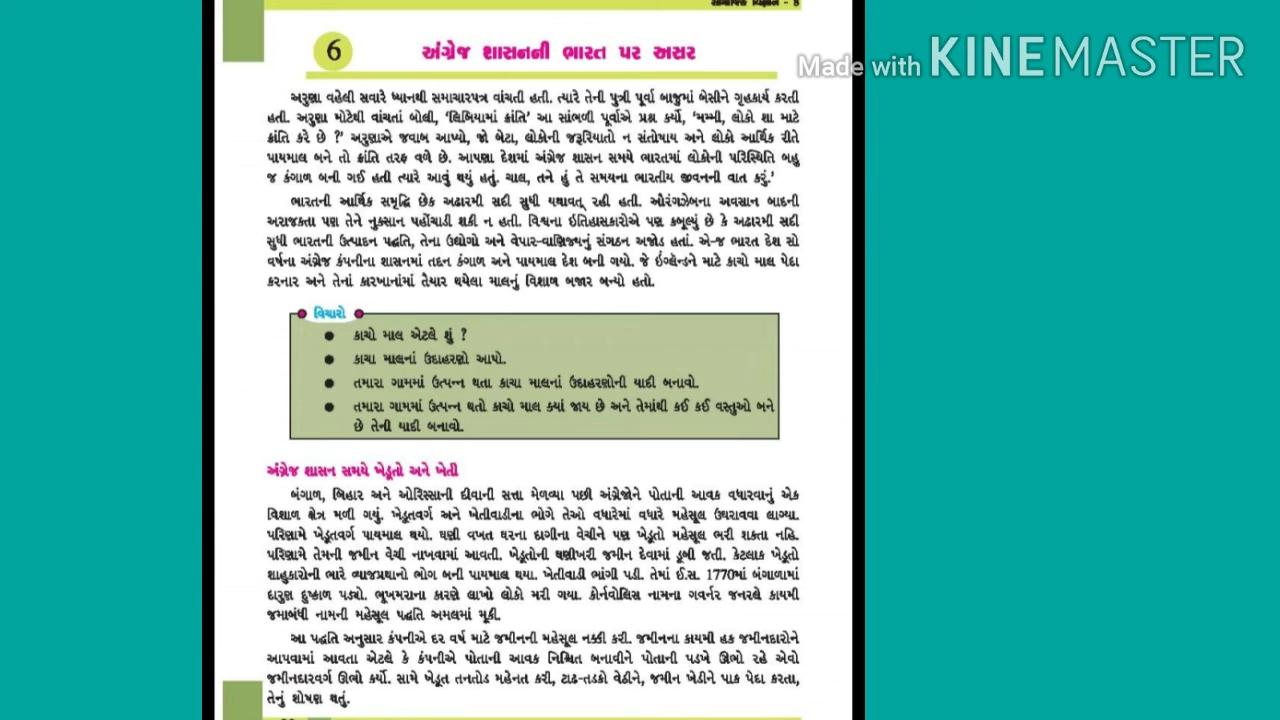 સામાજિક વિજ્ઞાન - 8
6
અંગ્રેજ શાસનની ભારત પર અસર
Made with KINEMASTER
અરુણા વહેલી સવારે ધ્યાનથી સમાચારપત્ર વાંચતી હતી. ત્યારે તેની પુત્રી પૂર્વા બાજુમાં બેસીને ગૃહકાર્ય કરતી
હતી. અરુણા મોટેથી વાંચતાં બોલી, ‘લિબિયામાં ક્રાંતિ’ આ સાંભળી પૂર્વાએ પ્રશ્ન કર્યો, ‘મમ્મી, લોકો શા માટે
ક્રાંતિ કરે છે ?’ અરુણાએ જવાબ આપ્યો, જો બેટા, લોકોની જરૂરિયાતો ન સંતોષાય અને લોકો આર્થિક રીતે
પાયમાલ બને તો ક્રાંતિ તરફ વળે છે. આપણા દેશમાં અંગ્રેજ શાસન સમયે ભારતમાં લોકોની પરિસ્થિતિ બહુ
જ કંગાળ બની ગઈ હતી ત્યારે આવું થયું હતું. ચાલ, તને હું તે સમયના ભારતીય જીવનની વાત કરું.’
ભારતની આર્થિક સમૃદ્ધિ છેક અઢારમી સદી સુધી યથાવત્ રહી હતી. ઔરંગઝેબના અવસાન બાદની
અરાજકતા પણ તેને નુક્સાન પહોંચાડી શકી ન હતી. વિશ્વના ઇતિહાસકારોએ પણ કબૂલ્યું છે કે અઢારમી સદી
સુધી ભારતની ઉત્પાદન પદ્ધતિ, તેના ઉદ્યોગો અને વેપાર-વાણિજ્યનું સંગઠન અજોડ હતાં. એ-જ ભારત દેશ સો
વર્ષના અંગ્રેજ કંપનીના શાસનમાં તદ્દન કંગાળ અને પાયમાલ દેશ બની ગયો. જે ઇંગ્લેન્ડને માટે કાચો માલ પેદા
કરનાર અને તેનાં કારખાનાંમાં તૈયાર થયેલા માલનું વિશાળ બજાર બન્યો હતો.
વિચારો
● કાચો માલ એટલે શું ?
● કાચા માલનાં ઉદાહરણો આપો.
● તમારા ગામમાં ઉત્પન્ન થતા કાચા માલનાં ઉદાહરણોની યાદી બનાવો.
● તમારા ગામમાં ઉત્પન્ન થતો કાચો માલ ક્યાં જાય છે અને તેમાંથી કઈ કઈ વસ્તુઓ બને
છે તેની યાદી બનાવો.
અંગ્રેજ શાસન સમયે ખેડૂતો અને ખેતી
બંગાળ, બિહાર અને ઓરિસ્સાની દીવાની સત્તા મેળવ્યા પછી અંગ્રેજોને પોતાની આવક વધારવાનું એક
વિશાળ ક્ષેત્ર મળી ગયું. ખેડૂતવર્ગ અને ખેતીવાડીના ભોગે તેઓ વધારેમાં વધારે મહેસૂલ ઉઘરાવવા લાગ્યા.
પરિણામે ખેડૂતવર્ગ પાયમાલ થયો. ઘણી વખત ઘરના દાગીના વેચીને પણ ખેડૂતો મહેસૂલ ભરી શકતા નહિ.
પરિણામે તેમની જમીન વેચી નાખવામાં આવતી. ખેડૂતોની ઘણીખરી જમીન દેવામાં ડૂબી જતી. કેટલાક ખેડૂતો
શાહુકારોની ભારે વ્યાજપ્રથાનો ભોગ બની પાયમાલ થયા. ખેતીવાડી ભાંગી પડી. તેમાં ઈ.સ. 1770માં બંગાળામાં
દારુણ દુષ્કાળ પડ્યો. ભૂખમરાના કારણે લાખો લોકો મરી ગયા. કોર્નવોલિસ નામના ગવર્નર જનરલે કાયમી
જમાબંધી નામની મહેસૂલ પદ્ધતિ અમલમાં મૂકી.
આ પદ્ધતિ અનુસાર કંપનીએ દર વર્ષ માટે જમીનની મહેસૂલ નક્કી કરી. જમીનના કાયમી હક જમીનદારોને
આપવામાં આવતા એટલે કે કંપનીએ પોતાની આવક નિશ્ચિત બનાવીને પોતાની પડખે ઊભો રહે એવો
જમીનદારવર્ગ ઊભો કર્યો. સામે ખેડૂત તનતોડ મહેનત કરી, ટાઢ-તડકો વેઠીને, જમીન ખેડીને પાક પેદા કરતા,
તેનું શોષણ થતું.